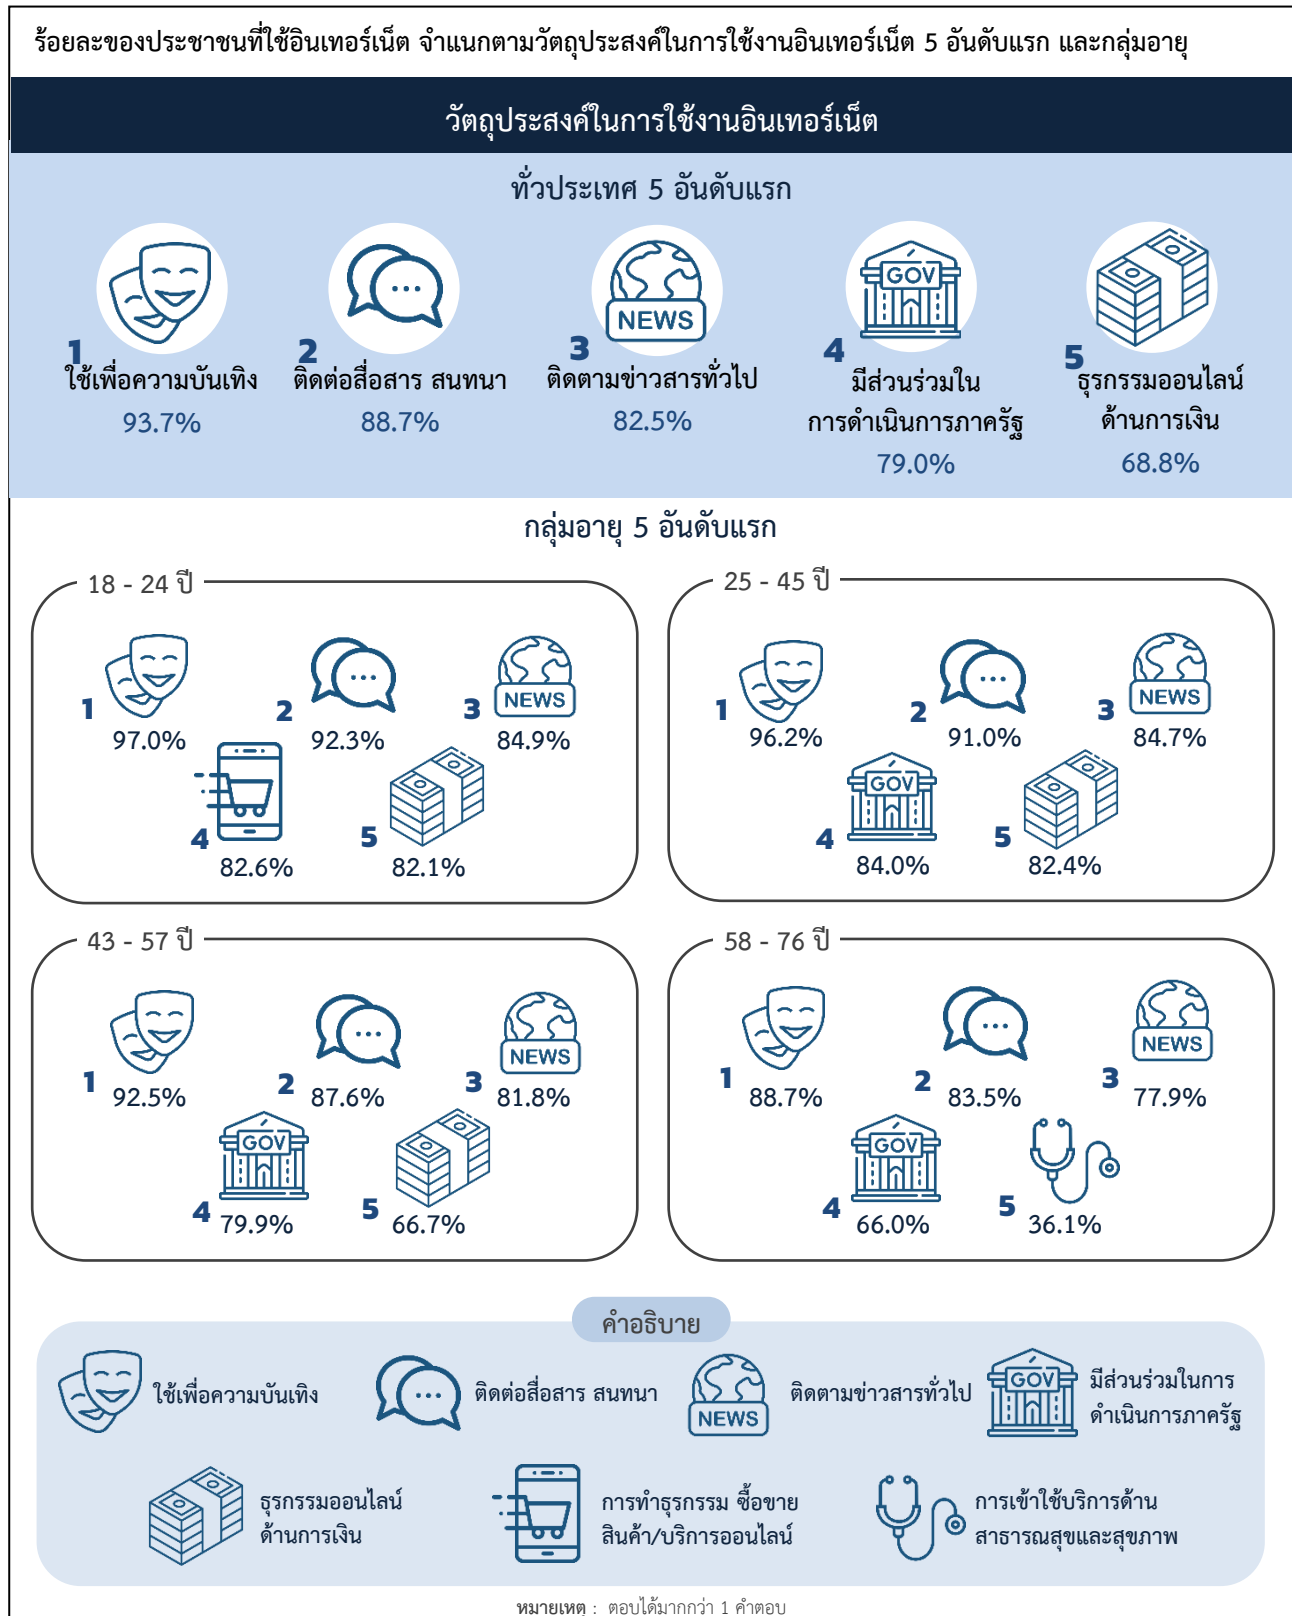 ร้อยละของประชาชนที่ใช้อินเทอร์เน็ต จำแนกตามวัตถุประสงค์ในการใช้งานอินเทอร์เน็ต 5 อันดับแรก และกลุ่มอายุ
วัตถุประสงค์ในการใช้งานอินเทอร์เน็ต
ทั่วประเทศ 5 อันดับแรก
1
ใช้เพื่อความบันเทิง
93.7%
2
ติดต่อสื่อสาร สนทนา
88.7%
NEWS
3
ติดตามข่าวสารทั่วไป
82.5%
GOV
4
มีส่วนร่วมใน
การดำเนินการภาครัฐ
79.0%
5
ธุรกรรมออนไลน์
ด้านการเงิน
68.8%
กลุ่มอายุ 5 อันดับแรก
18 - 24 ปี
1
97.0%
2
92.3%
NEWS
3
84.9%
4
82.6%
5
82.1%
25 - 45 ปี
1
96.2%
2
91.0%
NEWS
3
84.7%
GOV
4
84.0%
5
82.4%
43 - 57 ปี
1
92.5%
2
87.6%
NEWS
3
81.8%
GOV
4
79.9%
5
66.7%
58 - 76 ปี
1
88.7%
2
83.5%
NEWS
3
77.9%
GOV
4
66.0%
5
36.1%
คำอธิบาย
ใช้เพื่อความบันเทิง
ติดต่อสื่อสาร สนทนา
NEWS
ติดตามข่าวสารทั่วไป
GOV
มีส่วนร่วมในการ
ดำเนินการภาครัฐ
ธุรกรรมออนไลน์
ด้านการเงิน
การทำธุรกรรม ซื้อขาย
สินค้า/บริการออนไลน์
การเข้าใช้บริการด้าน
สาธารณสุขและสุขภาพ
หมายเหตุ : ตอบได้มากกว่า 1 คำตอบ